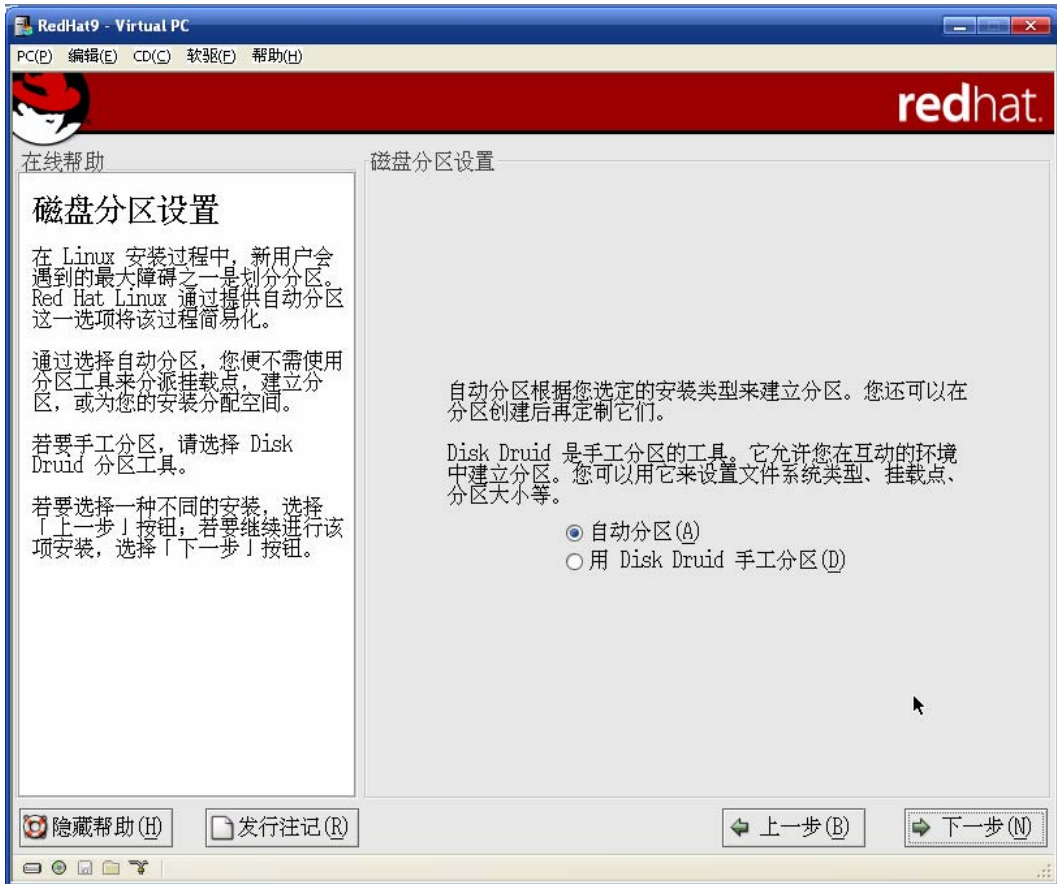 RedHat9 - Virtual PC
PC(P) 编辑(E) CD(C) 软驱(F) 帮助(H)
redhat.
在线帮助
磁盘分区设置
在 Linux 安装过程中，新用户会
遇到的最大障碍之一是划分分区。
Red Hat Linux 通过提供自动分区
这一选项将该过程简易化。
通过选择自动分区，您便不需使用
分区工具来分派挂载点，建立分
区，或为您的安装分配空间。
若要手工分区，请选择 Disk
Druid 分区工具。
若要选择一种不同的安装，选择
「上一步」按钮；若要继续进行该
项安装，选择「下一步」按钮。
磁盘分区设置
自动分区根据您选定的安装类型来建立分区。您还可以在
分区创建后再定制它们。
Disk Druid 是手工分区的工具。它允许您在互动的环境
中建立分区。您可以用它来设置文件系统类型、挂载点、
分区大小等。
自动分区(A)
用 Disk Druid 手工分区(D)
隐藏帮助(H) 发行注记(R) 上一步(B) 下一步(N)